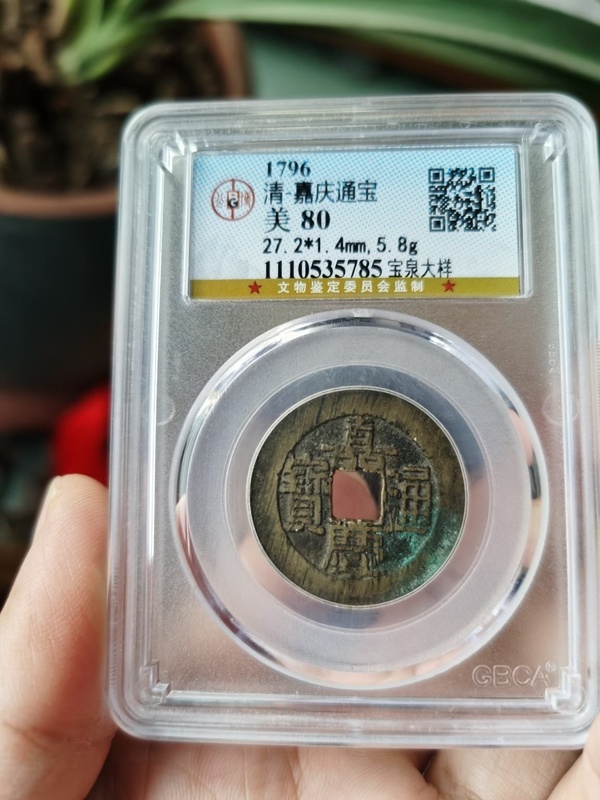 1796
清-嘉庆通宝
美 80
27.2*1.4mm,5.8g
1110535785 宝泉大样
★ 文物鉴定委员会监制 ★
嘉慶通寶
GBCA®